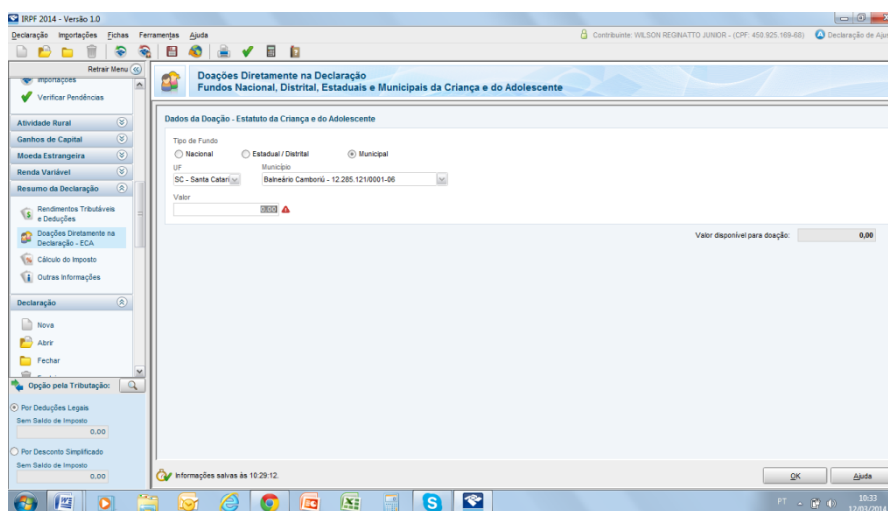 IRPF 2014 - Versão 1.0
Declaração Importações Fichas Ferramentas Ajuda
Contribuinte: WILSON REGINATTO JUNIOR - (CPF: 450.925.169-68) Declaração de Aju
Retrair Menu
Importações
Verificar Pendências
Atividade Rural
Ganhos de Capital
Moeda Estrangeira
Renda Variável
Resumo da Declaração
Rendimentos Tributáveis
e Deduções
Doações Diretamente na
Declaração - ECA
Cálculo do Imposto
Outras Informações
Declaração
Nova
Abrir
Fechar
Opção pela Tributação:
Por Deduções Legais
Sem Saldo de Imposto
0,00
Por Desconto Simplificado
Sem Saldo de Imposto
0,00
Doações Diretamente na Declaração
Fundos Nacional, Distrital, Estaduais e Municipais da Criança e do Adolescente
Dados da Doação - Estatuto da Criança e do Adolescente
Tipo de Fundo
Nacional Estadual / Distrital Municipal
UF Município
SC - Santa Catari Balneário Camboriú - 12.285.121/0001-06
Valor
0,00
Valor disponível para doação: 0,00
Informações salvas às 10:29:12.
OK Ajuda
PT 10:33
12/03/2014